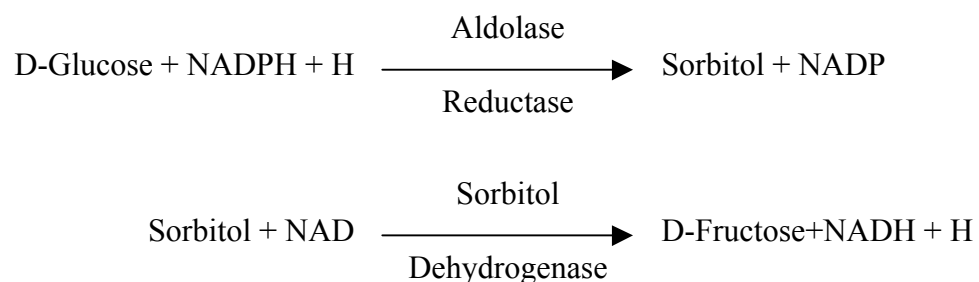 Aldolase
D-Glucose + NADPH + H Sorbitol + NADP
Reductase
Sorbitol
Sorbitol + NAD D-Fructose+NADH + H
Dehydrogenase